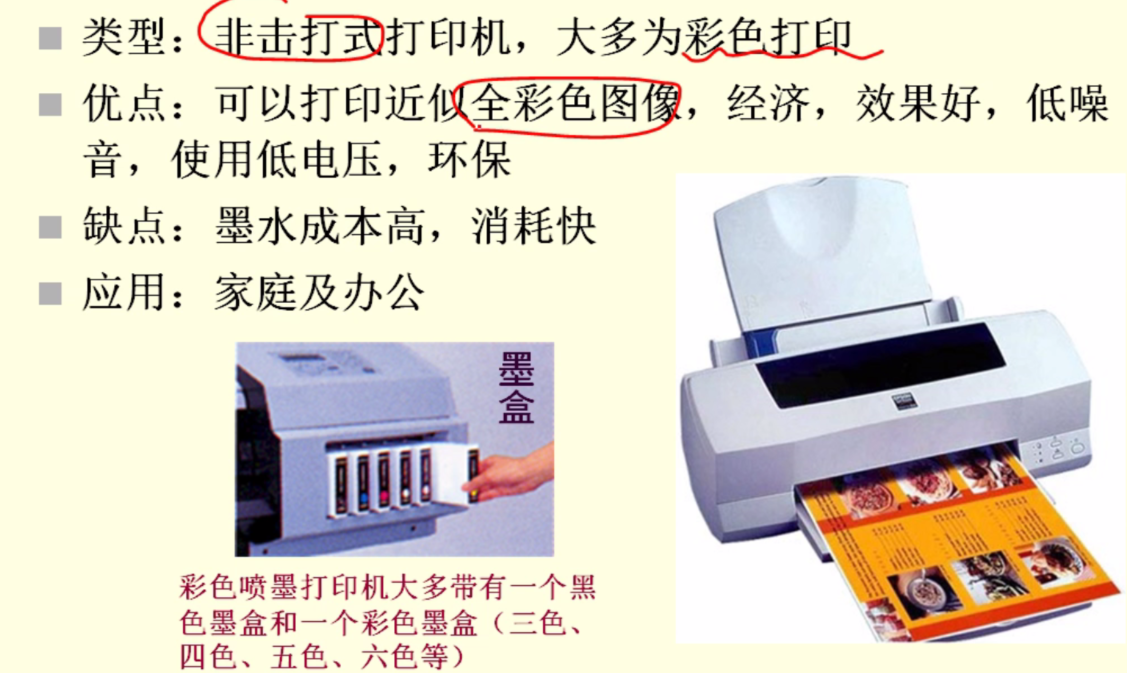 类型：非击打式打印机，大多为彩色打印
优点：可以打印近似全彩色图像，经济，效果好，低噪
音，使用低电压，环保
缺点：墨水成本高，消耗快
应用：家庭及办公
墨
盒
彩色喷墨打印机大多带有一个黑
色墨盒和一个彩色墨盒（三色、
四色、五色、六色等）